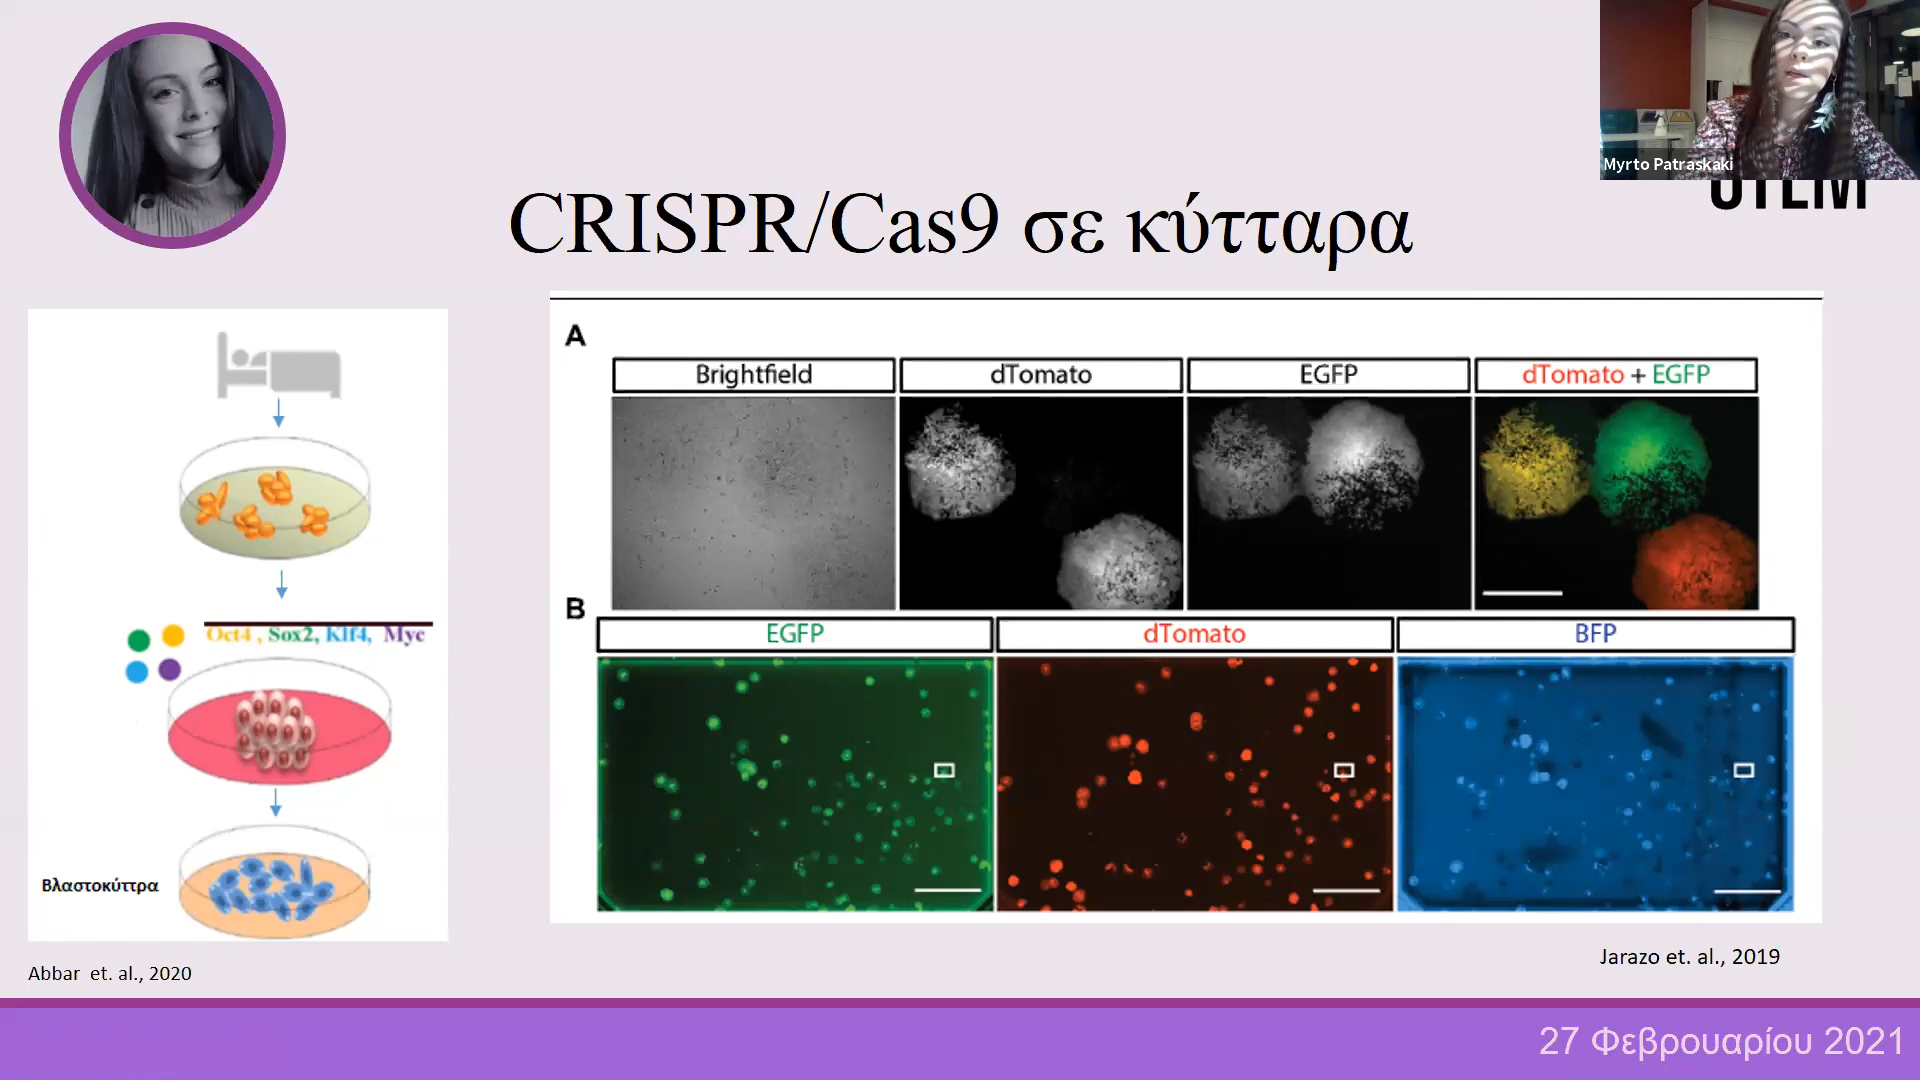 Myrto Patraskaki
STEM
CRISPR/Cas9 σε κύτταρα
Oct4 , Sox2, Klf4, Myc
Βλαστοκύττρα
Abbar et. al., 2020
A
Brightfield
dTomato
EGFP
dTomato + EGFP
B
EGFP
dTomato
BFP
Jarazo et. al., 2019
27 Φεβρουαρίου 2021